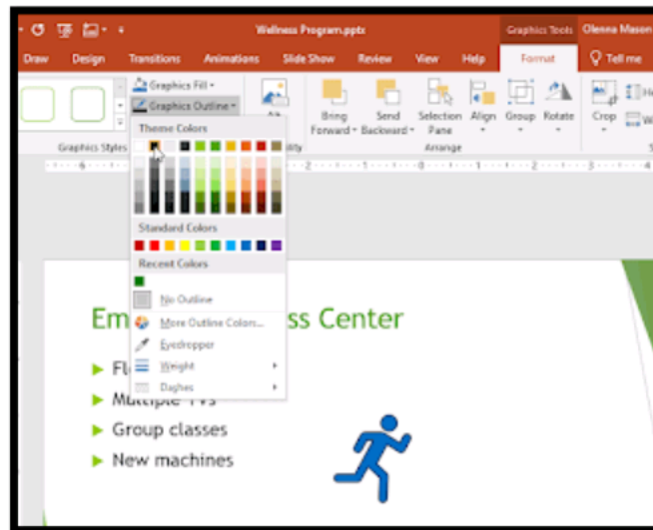 Wellness Program.pptx Graphics Tools Olenna Mason
Draw Design Transitions Animations Slide Show Review View Help Format Tell me
Graphics Fill
Graphics Outline
Bring Forward Send Backward Selection Pane Align Group Rotate Crop
Graphics Styles Arrange
Theme Colors
Standard Colors
Recent Colors
No Outline
More Outline Colors...
Eyedropper
Weight
Dashes
Em ss Center
Fl
Multiple TVs
Group classes
New machines